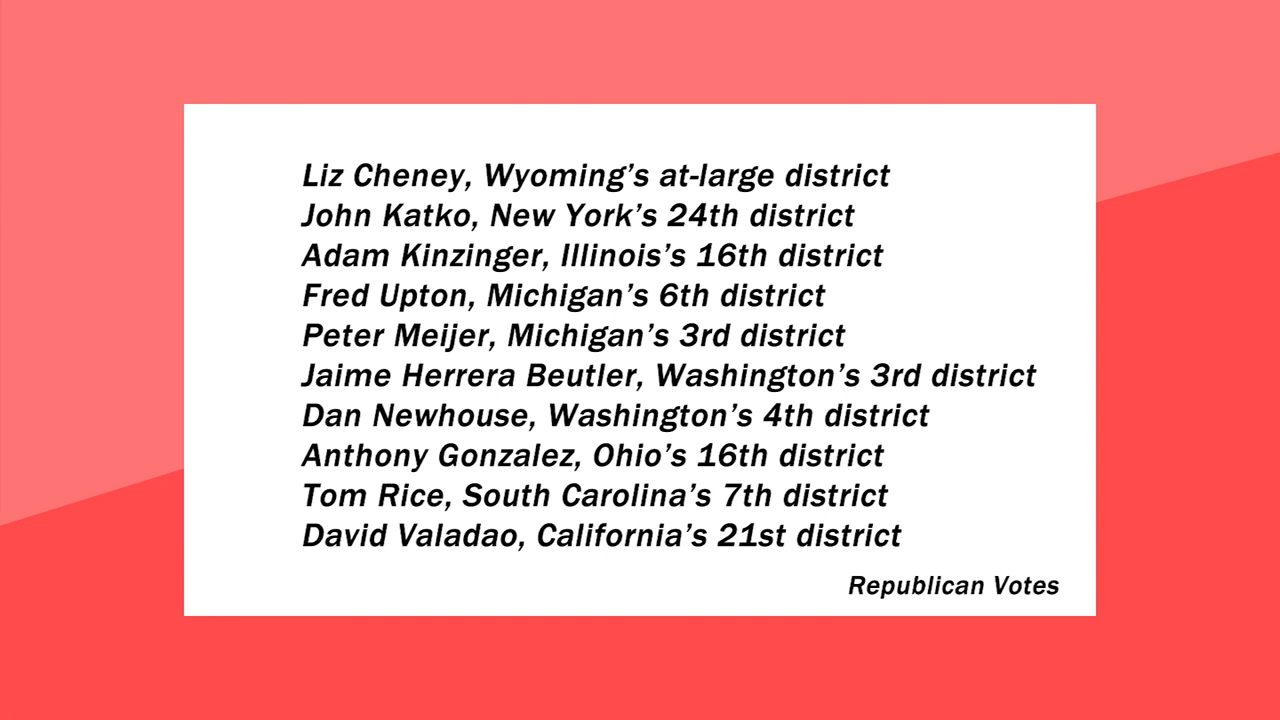 Liz Cheney, Wyoming’s at-large district
John Katko, New York’s 24th district
Adam Kinzinger, Illinois’s 16th district
Fred Upton, Michigan’s 6th district
Peter Meijer, Michigan’s 3rd district
Jaime Herrera Beutler, Washington’s 3rd district
Dan Newhouse, Washington’s 4th district
Anthony Gonzalez, Ohio’s 16th district
Tom Rice, South Carolina’s 7th district
David Valadao, California’s 21st district
Republican Votes